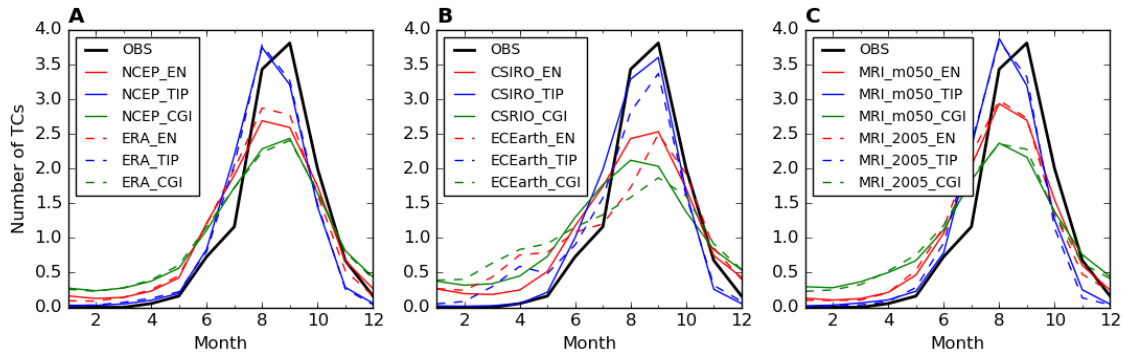 A
Number of TCs
4.0
3.5
3.0
2.5
2.0
1.5
1.0
0.5
0.0
OBS
NCEP_EN
NCEP_TIP
NCEP_CGI
ERA_EN
ERA_TIP
ERA_CGI
2 4 6 8 10 12
Month
B
4.0
3.5
3.0
2.5
2.0
1.5
1.0
0.5
0.0
OBS
CSIRO_EN
CSIRO_TIP
CSRIO_CGI
ECEarth_EN
ECEarth_TIP
ECEarth_CGI
2 4 6 8 10 12
Month
C
4.0
3.5
3.0
2.5
2.0
1.5
1.0
0.5
0.0
OBS
MRI_m050_EN
MRI_m050_TIP
MRI_m050_CGI
MRI_2005_EN
MRI_2005_TIP
MRI_2005_CGI
2 4 6 8 10 12
Month